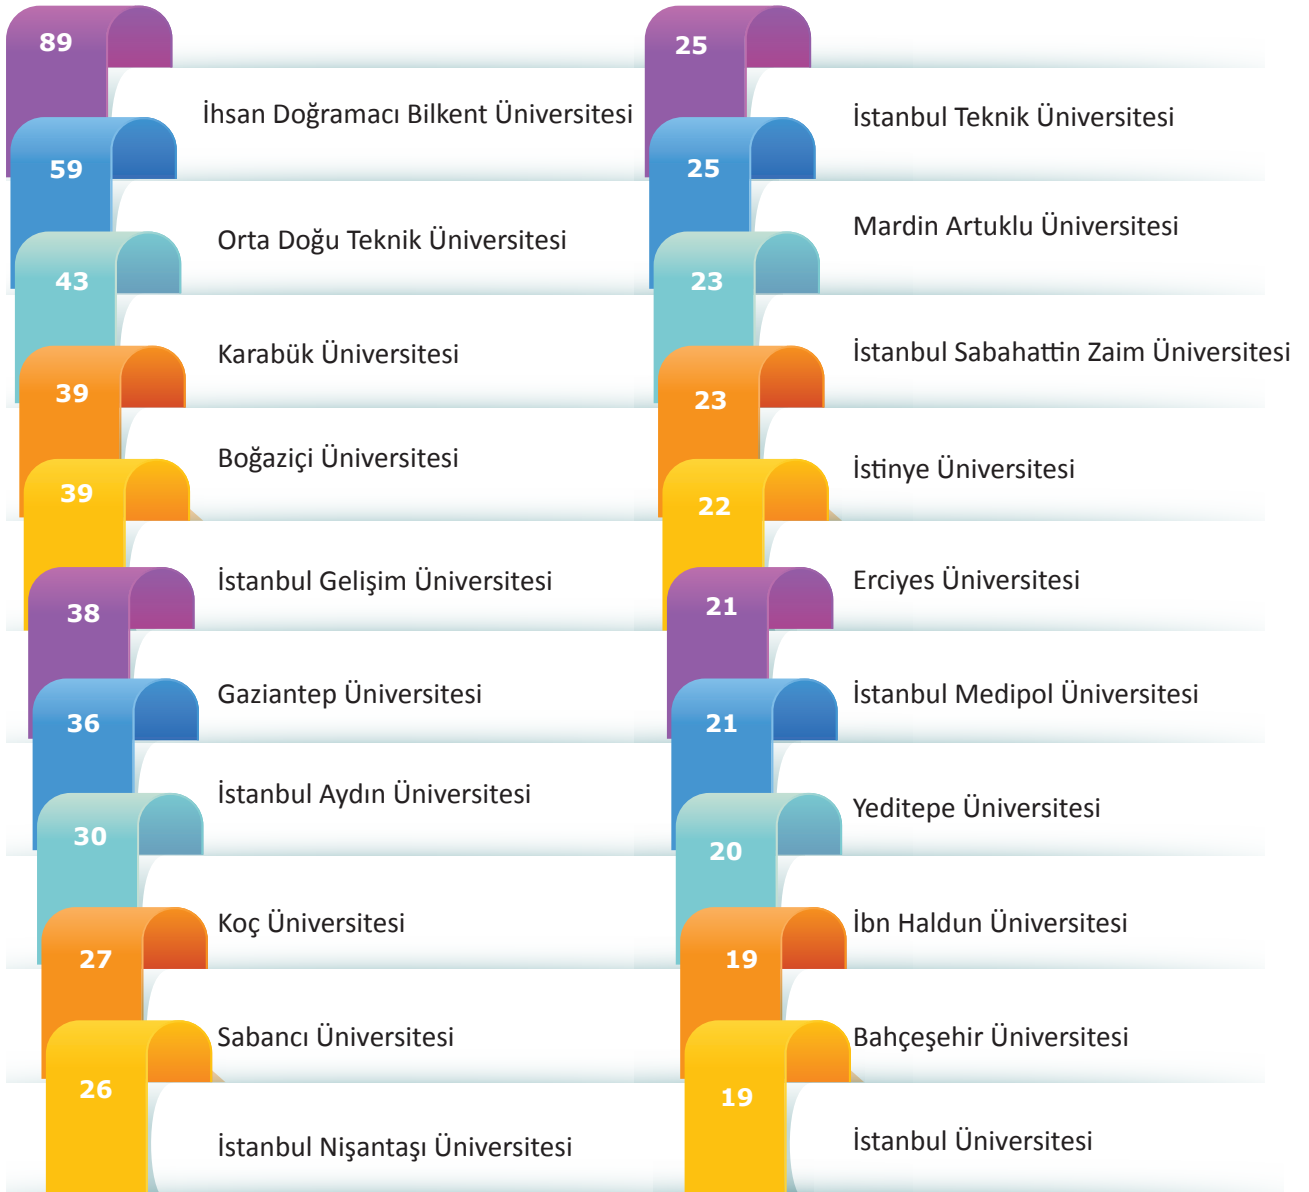 89
İhsan Doğramacı Bilkent Üniversitesi
59
Orta Doğu Teknik Üniversitesi
43
Karabük Üniversitesi
39
Boğaziçi Üniversitesi
39
İstanbul Gelişim Üniversitesi
38
Gaziantep Üniversitesi
36
İstanbul Aydın Üniversitesi
30
Koç Üniversitesi
27
Sabancı Üniversitesi
26
İstanbul Nişantaşı Üniversitesi
25
İstanbul Teknik Üniversitesi
25
Mardin Artuklu Üniversitesi
23
İstanbul Sabahattin Zaim Üniversitesi
23
İstinye Üniversitesi
22
Erciyes Üniversitesi
21
İstanbul Medipol Üniversitesi
21
Yeditepe Üniversitesi
20
İbn Haldun Üniversitesi
19
Bahçeşehir Üniversitesi
19
İstanbul Üniversitesi